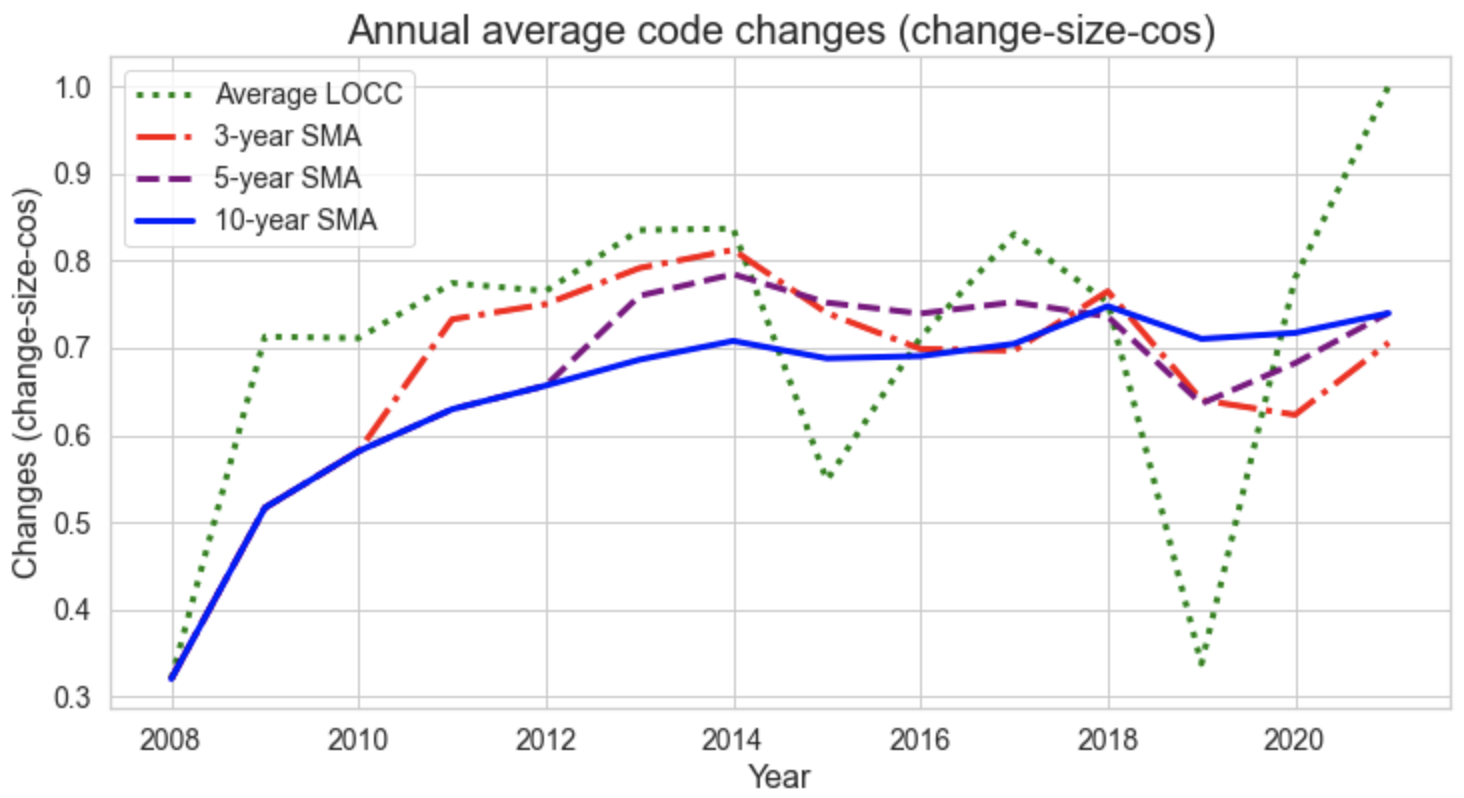 Annual average code changes (change-size-cos)
Average LOCC
3-year SMA
5-year SMA
10-year SMA
Changes (change-size-cos)
1.0
0.9
0.8
0.7
0.6
0.5
0.4
0.3
2008 2010 2012 2014 2016 2018 2020
Year